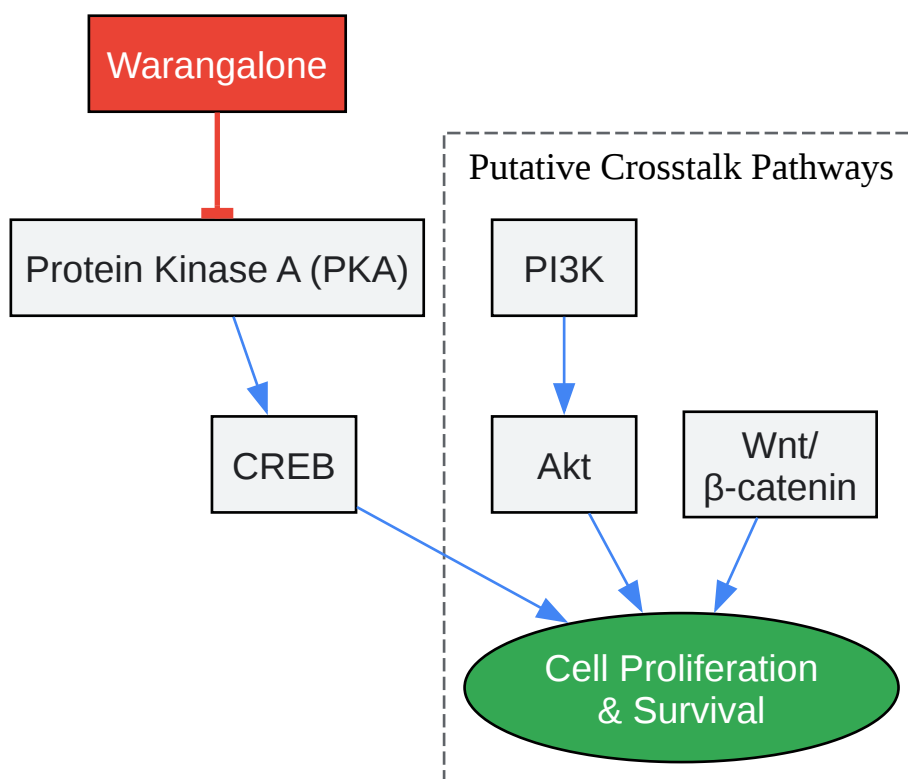 Warangalone
Putative Crosstalk Pathways
Protein Kinase A (PKA)
PI3K
CREB
Akt
Wnt/
β-catenin
Cell Proliferation
& Survival